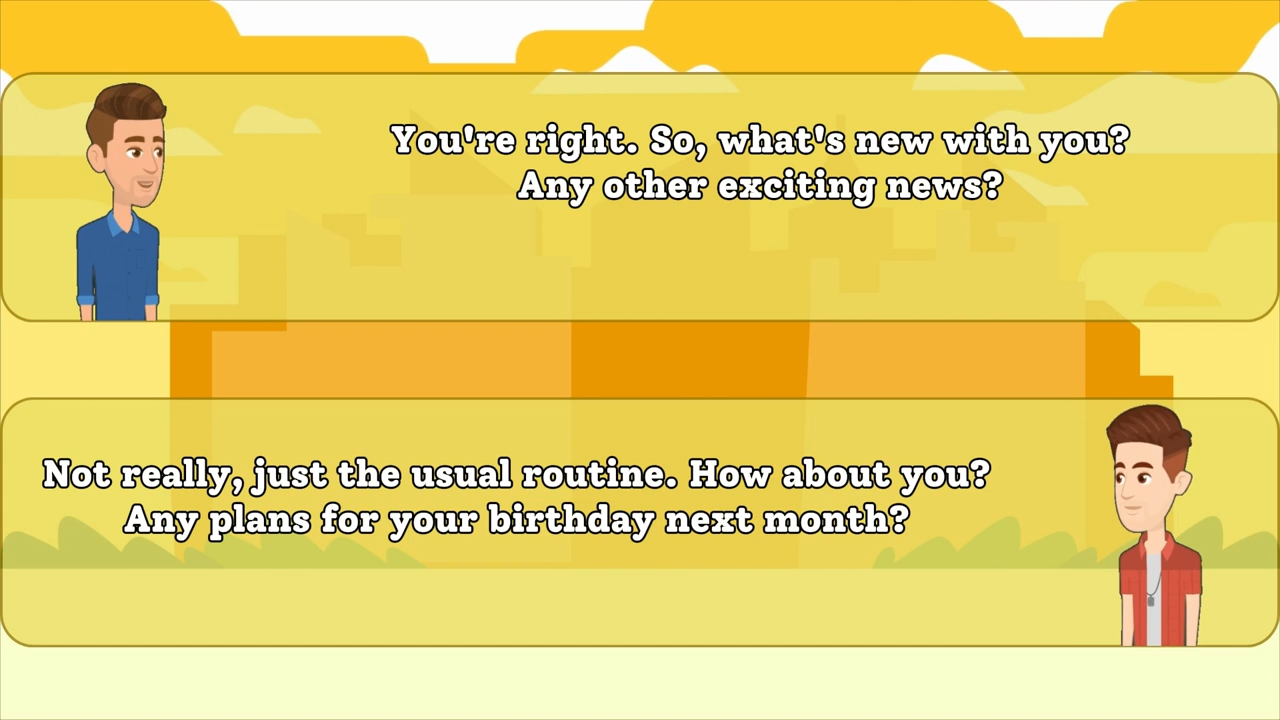 You're right. So, what's new with you?
Any other exciting news?
Not really, just the usual routine. How about you?
Any plans for your birthday next month?